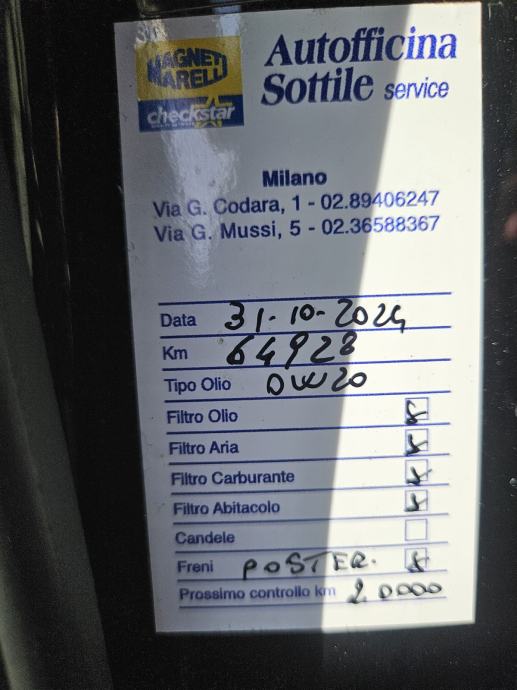 MAGNETI
MARELLI
checkstar
Autofficina
Sottile service
Milano
Via G. Codara, 1 - 02.89406247
Via G. Mussi, 5 - 02.36588367
Data 31-10-2024
Km 64928
Tipo Olio 0W20
Filtro Olio x
Filtro Aria x
Filtro Carburante x
Filtro Abitacolo x
Candele
Freni POSTER. x
Prossimo controllo km 20000